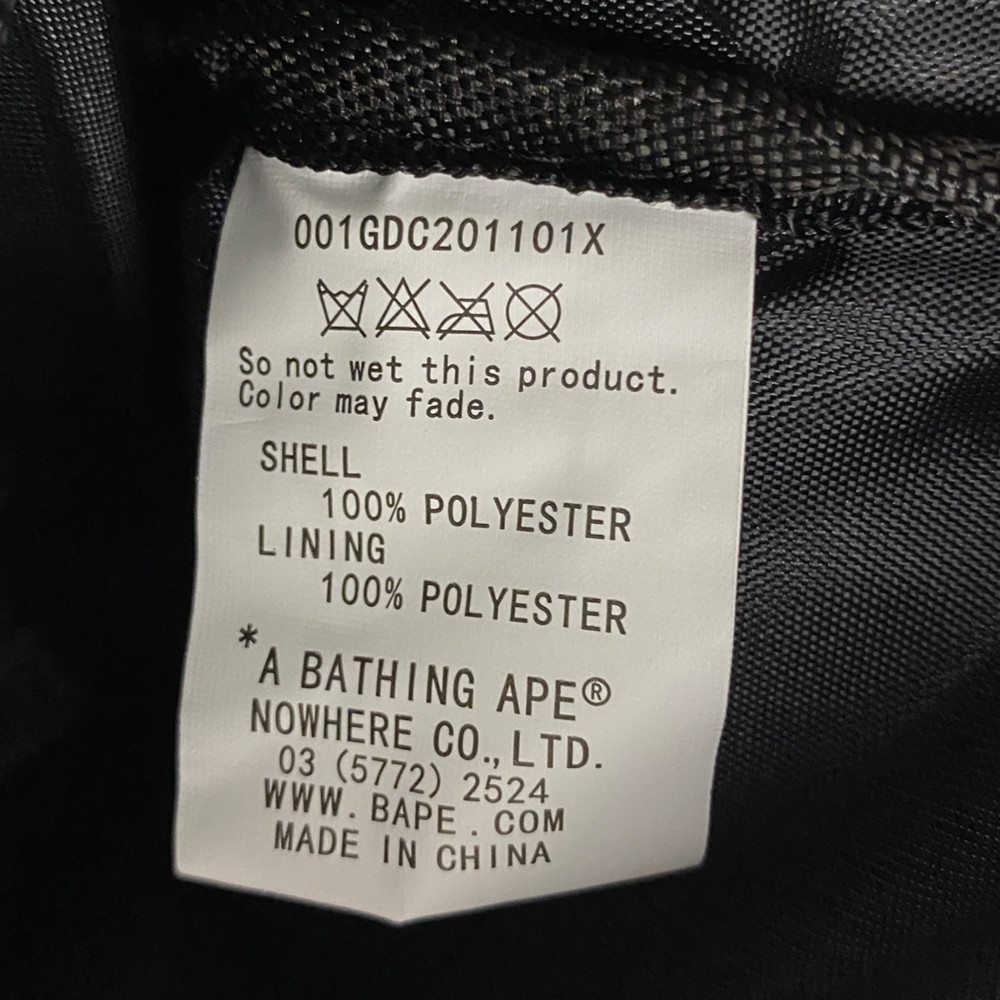 001GDC201101X
So not wet this product.
Color may fade.
SHELL
100% POLYESTER
LINING
100% POLYESTER
*
A BATHING APE®
NOWHERE CO., LTD.
03 (5772) 2524
WWW. BAPE . COM
MADE IN CHINA